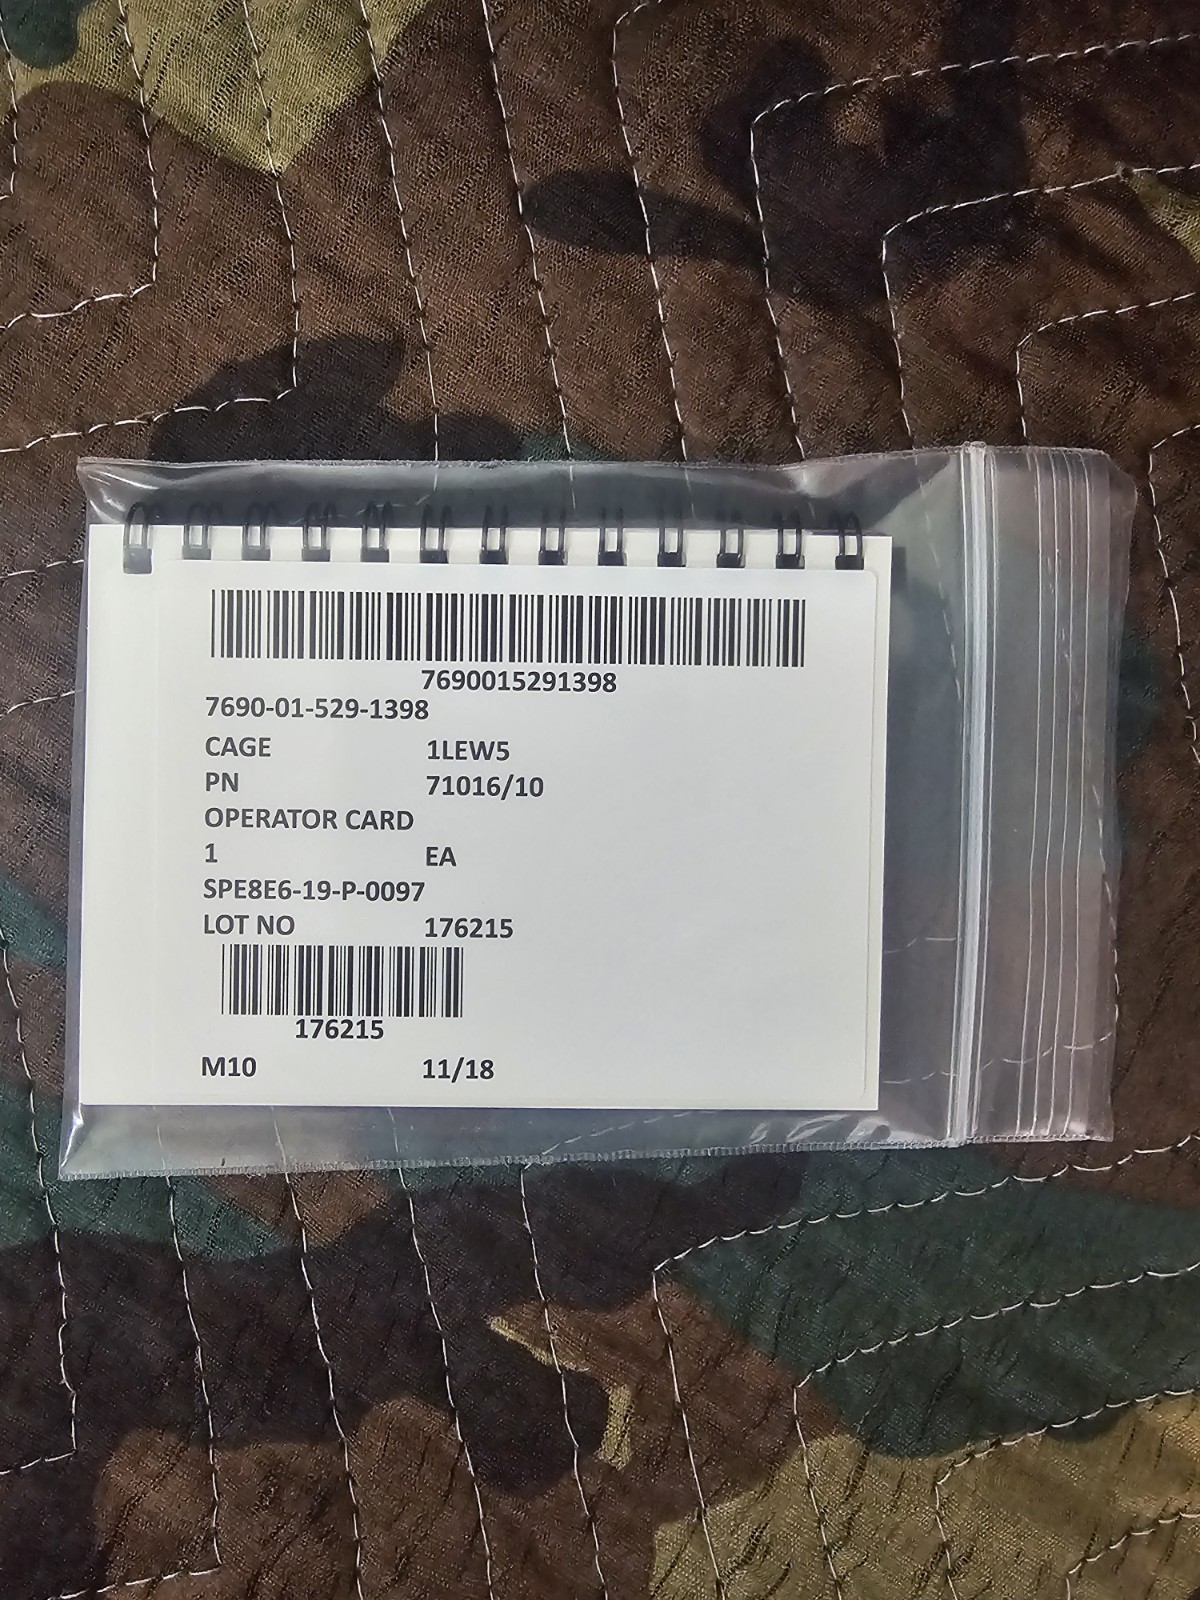 7690015291398
7690-01-529-1398
CAGE 1LEW5
PN 71016/10
OPERATOR CARD
1 EA
SPE8E6-19-P-0097
LOT NO 176215
176215
M10 11/18